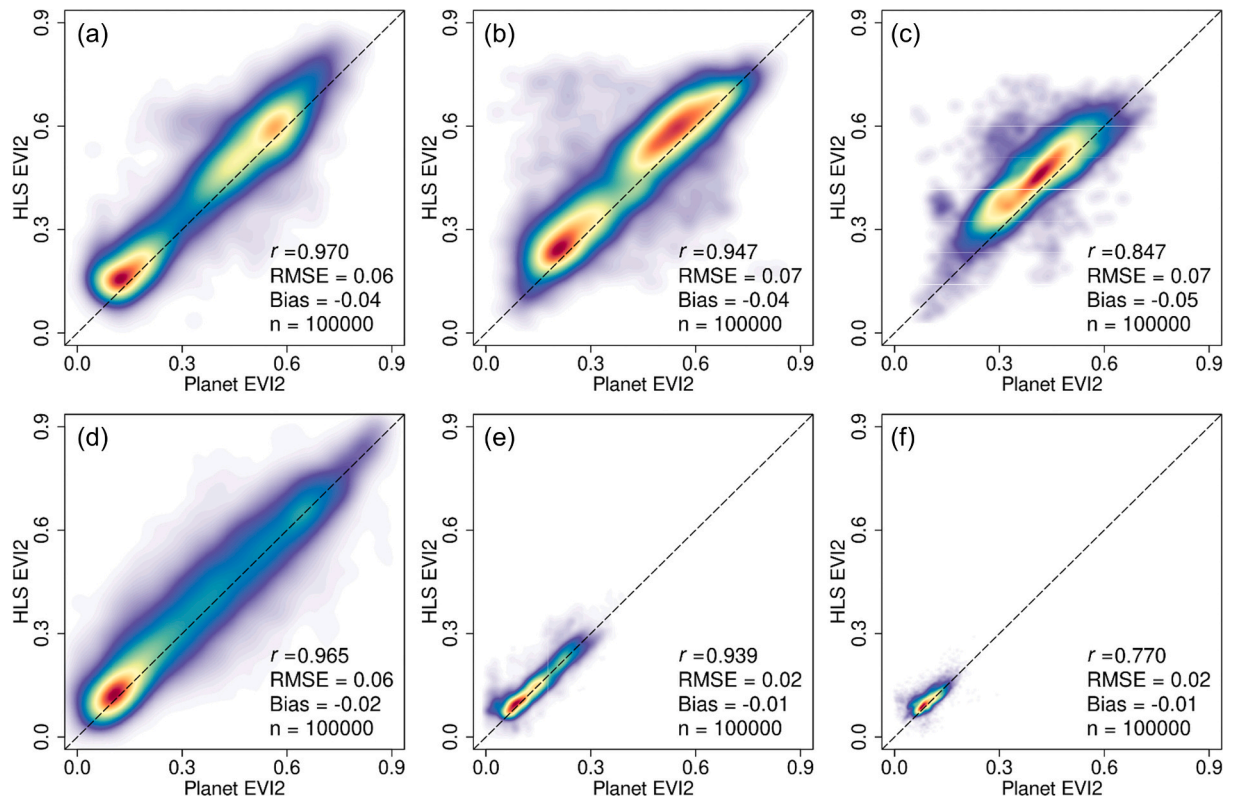 (a)
0.9
0.6
0.3
0.0
HLS EVI2
r =0.970
RMSE = 0.06
Bias = -0.04
n = 100000
0.0 0.3 0.6 0.9
Planet EVI2
(b)
0.9
0.6
0.3
0.0
HLS EVI2
r =0.947
RMSE = 0.07
Bias = -0.04
n = 100000
0.0 0.3 0.6 0.9
Planet EVI2
(c)
0.9
0.6
0.3
0.0
HLS EVI2
r =0.847
RMSE = 0.07
Bias = -0.05
n = 100000
0.0 0.3 0.6 0.9
Planet EVI2
(d)
0.9
0.6
0.3
0.0
HLS EVI2
r =0.965
RMSE = 0.06
Bias = -0.02
n = 100000
0.0 0.3 0.6 0.9
Planet EVI2
(e)
0.9
0.6
0.3
0.0
HLS EVI2
r =0.939
RMSE = 0.02
Bias = -0.01
n = 100000
0.0 0.3 0.6 0.9
Planet EVI2
(f)
0.9
0.6
0.3
0.0
HLS EVI2
r =0.770
RMSE = 0.02
Bias = -0.01
n = 100000
0.0 0.3 0.6 0.9
Planet EVI2